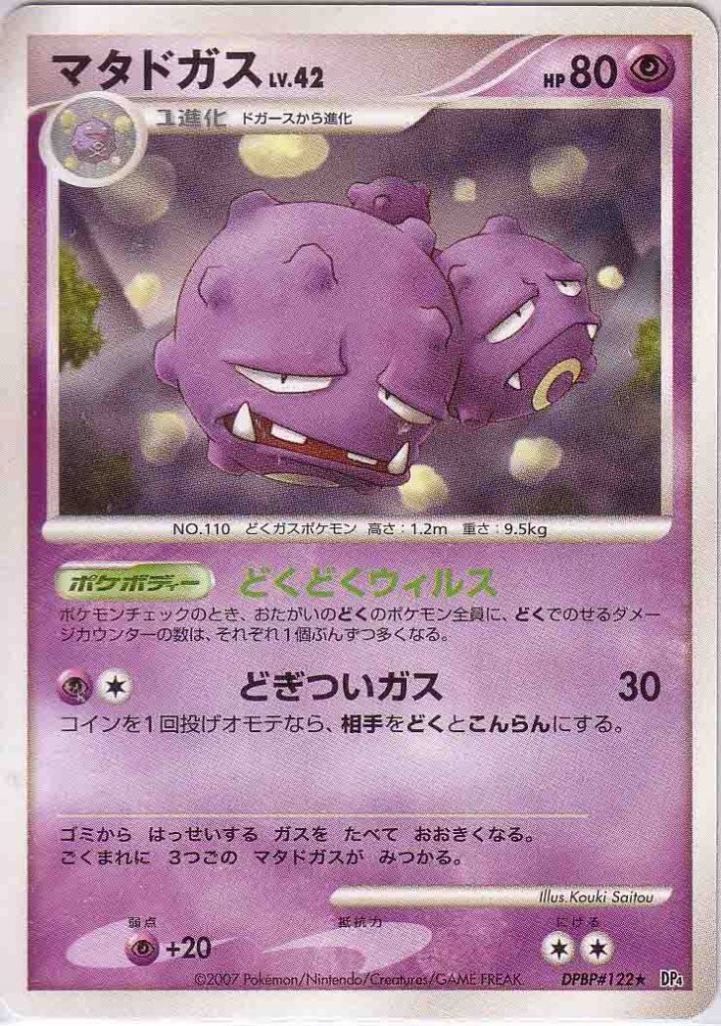 マタドガス LV.42 HP 80
1進化 ドガースから進化
NO.110 どくガスポケモン 高さ:1.2m 重さ:9.5kg
ポケボディー どくどくウィルス
ポケモンチェックのとき、おたがいのどくのポケモン全員に、どくでのせるダメー
ジカウンターの数は、それぞれ1個ぶんずつ多くなる。
どぎついガス 30
コインを1回投げオモテなら、相手をどくとこんらんにする。
ゴミから はっせいする ガスを たべて おおきくなる。
ごくまれに 3つごの マタドガスが みつかる。
Illus.Kouki Saitou
弱点 抵抗力 にげる
+20
©2007 Pokémon/Nintendo/Creatures/GAME FREAK. DPBP#122★ DP4